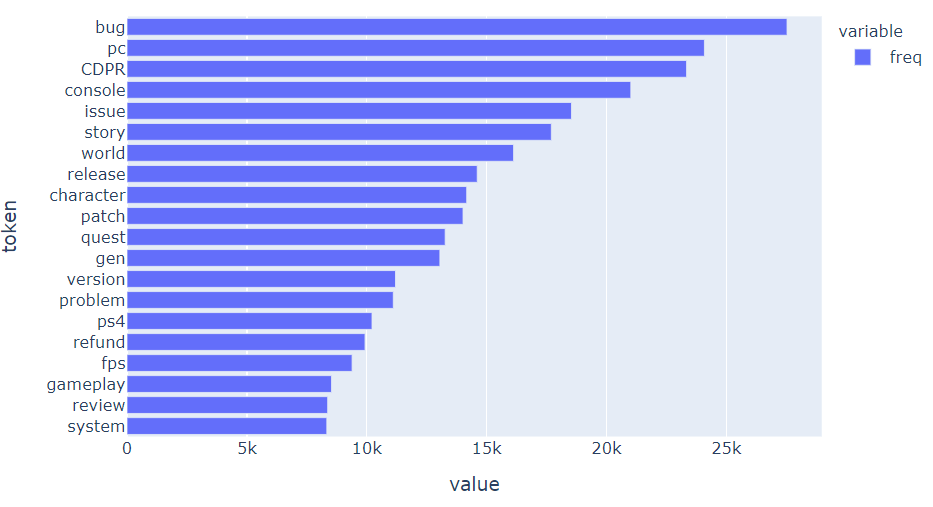 bug
pc
CDPR
console
issue
story
world
release
character
patch
quest
gen
version
problem
ps4
refund
fps
gameplay
review
system
token
0 5k 10k 15k 20k 25k
value
variable
freq